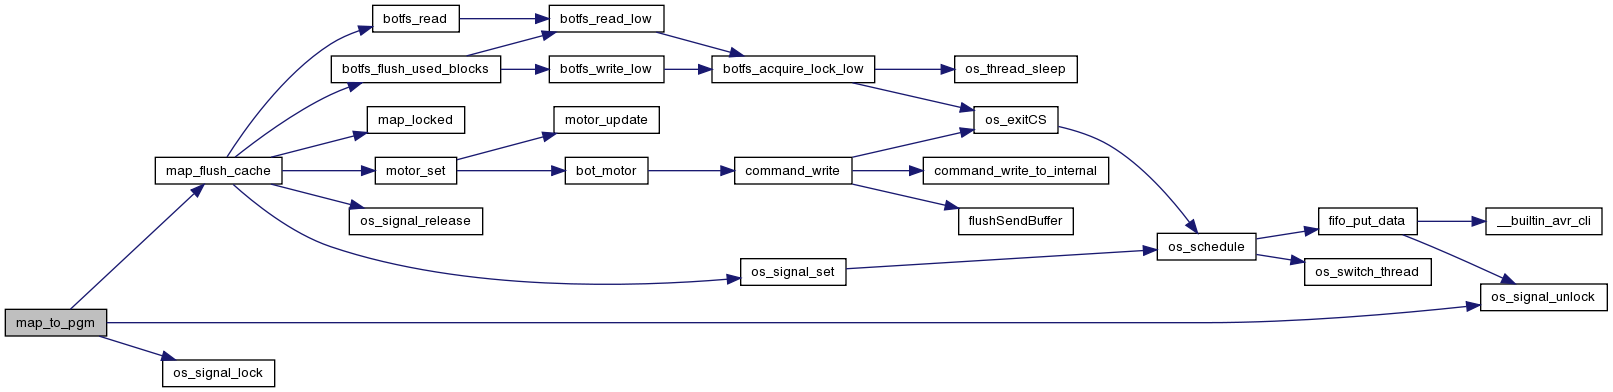 botfs_read
botfs_read_low
botfs_flush_used_blocks
botfs_write_low
botfs_acquire_lock_low
os_thread_sleep
map_locked
motor_update
os_exitCS
map_flush_cache
motor_set
bot_motor
command_write
command_write_to_internal
os_signal_release
flushSendBuffer
fifo_put_data
__builtin_avr_cli
os_schedule
os_signal_set
os_switch_thread
os_signal_unlock
map_to_pgm
os_signal_lock